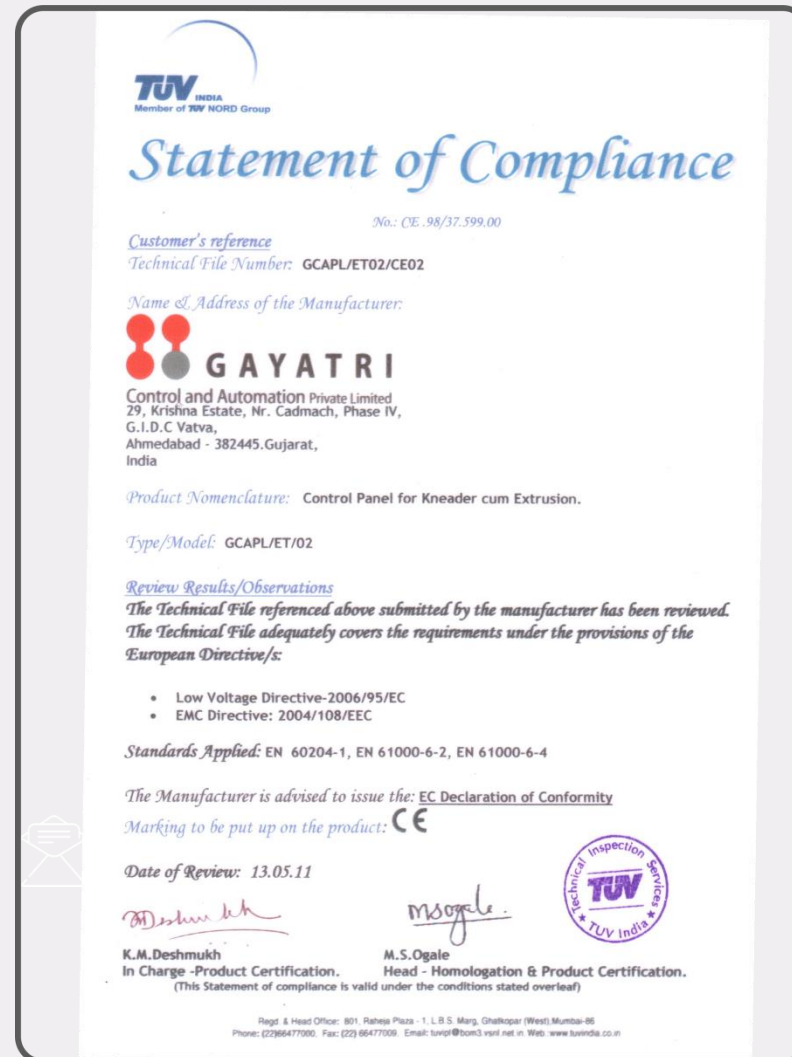 TÜV INDIA
Member of TÜV NORD Group
Statement of Compliance
No.: CE .98/37.599.00
Customer's reference
Technical File Number: GCAPL/ET02/CE02
Name & Address of the Manufacturer:
GAYATRI
Control and Automation Private Limited
29, Krishna Estate, Nr. Cadmach, Phase IV,
G.I.D.C Vatva,
Ahmedabad - 382445.Gujarat,
India
Product Nomenclature: Control Panel for Kneader cum Extrusion.
Type/Model: GCAPL/ET/02
Review Results/Observations
The Technical File referenced above submitted by the manufacturer has been reviewed.
The Technical File adequately covers the requirements under the provisions of the
European Directive/s:
• Low Voltage Directive-2006/95/EC
• EMC Directive: 2004/108/EEC
Standards Applied: EN 60204-1, EN 61000-6-2, EN 61000-6-4
The Manufacturer is advised to issue the: EC Declaration of Conformity
Marking to be put up on the product: CE
Date of Review: 13.05.11
Deshmukh
msogale.
Technical Inspection Services
TÜV
TUV India
K.M.Deshmukh
M.S.Ogale
In Charge -Product Certification.
Head - Homologation & Product Certification.
(This Statement of compliance is valid under the conditions stated overleaf)
Regd. & Head Office: 801, Raheja Plaza - 1, L.B.S. Marg, Ghatkopar (West).Mumbai-86
Phone: (22)66477000, Fax: (22) 66477009. Email: tuvipl@bom3.vsnl.net.in Web: www.tuvindia.co.in